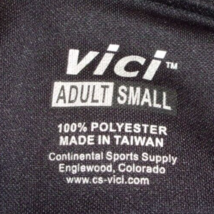 vici™
ADULT SMALL
100% POLYESTER
MADE IN TAIWAN
Continental Sports Supply
Englewood, Colorado
www.cs-vici.com